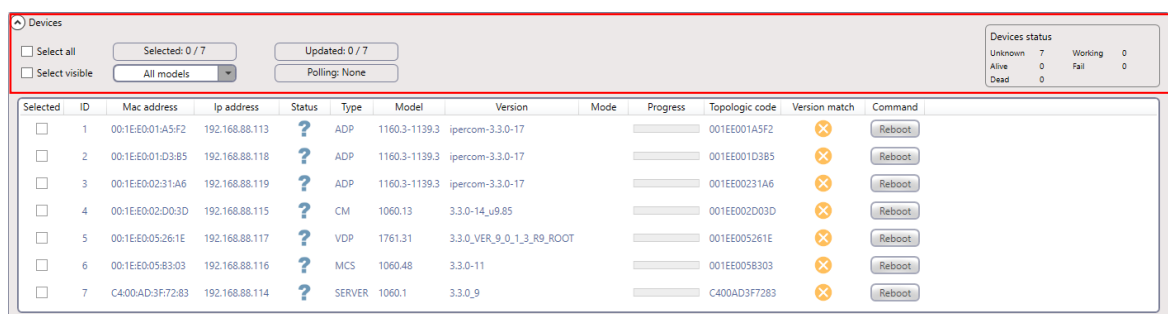 Devices
Devices status
Select all Selected: 0 / 7 Updated: 0 / 7
Unknown 7 Working 0
Select visible All models Polling: None
Alive 0 Fail 0
Dead 0
Selected ID Mac address Ip address Status Type Model Version Mode Progress Topologic code Version match Command
1 00:1E:E0:01:A5:F2 192.168.88.113 ? ADP 1160.3-1139.3 ipercom-3.3.0-17 001EE001A5F2 Reboot
2 00:1E:E0:01:D3:B5 192.168.88.118 ? ADP 1160.3-1139.3 ipercom-3.3.0-17 001EE001D3B5 Reboot
3 00:1E:E0:02:31:A6 192.168.88.119 ? ADP 1160.3-1139.3 ipercom-3.3.0-17 001EE00231A6 Reboot
4 00:1E:E0:02:D0:3D 192.168.88.115 ? CM 1060.13 3.3.0-14_u9.85 001EE002D03D Reboot
5 00:1E:E0:05:26:1E 192.168.88.117 ? VDP 1761.31 3.3.0_VER_9_0_1_3_R9_ROOT 001EE005261E Reboot
6 00:1E:E0:05:B3:03 192.168.88.116 ? MCS 1060.48 3.3.0-11 001EE005B303 Reboot
7 C4:00:AD:3F:72:83 192.168.88.114 ? SERVER 1060.1 3.3.0_9 C400AD3F7283 Reboot